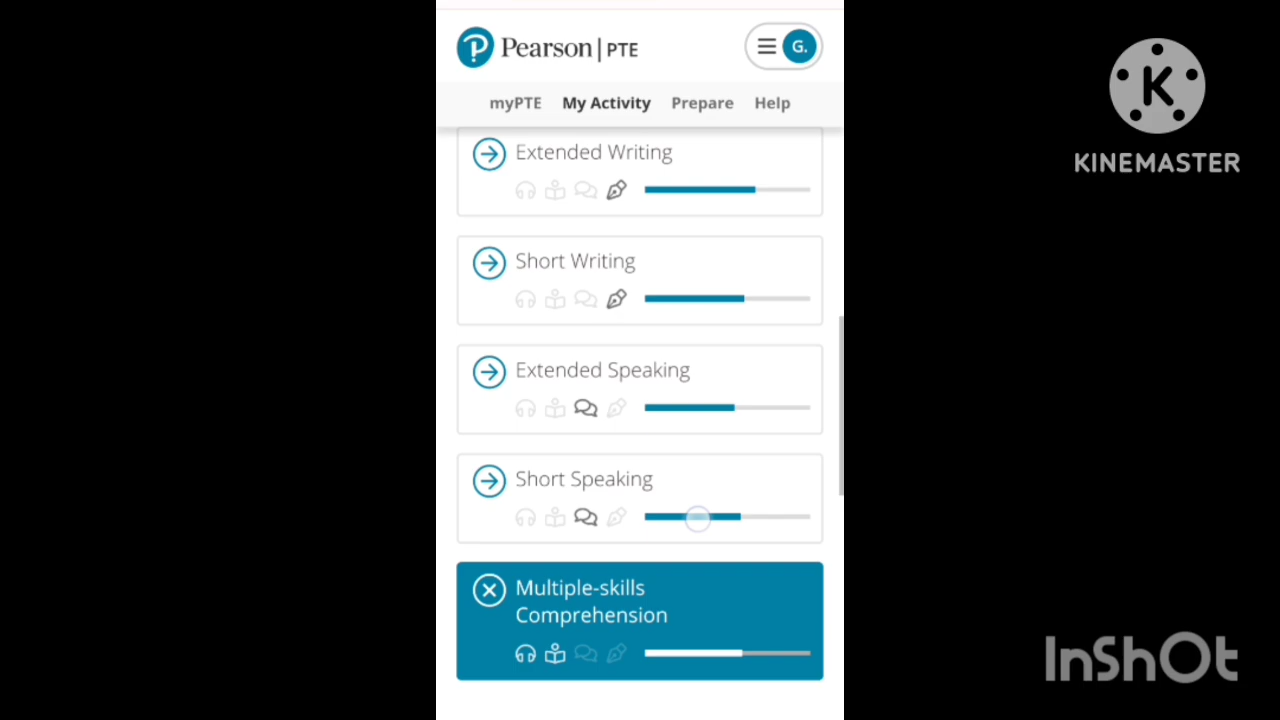 Pearson | PTE
G.
myPTE My Activity Prepare Help
Extended Writing
Short Writing
Extended Speaking
Short Speaking
Multiple-skills
Comprehension
K
KINEMASTER
InShOt